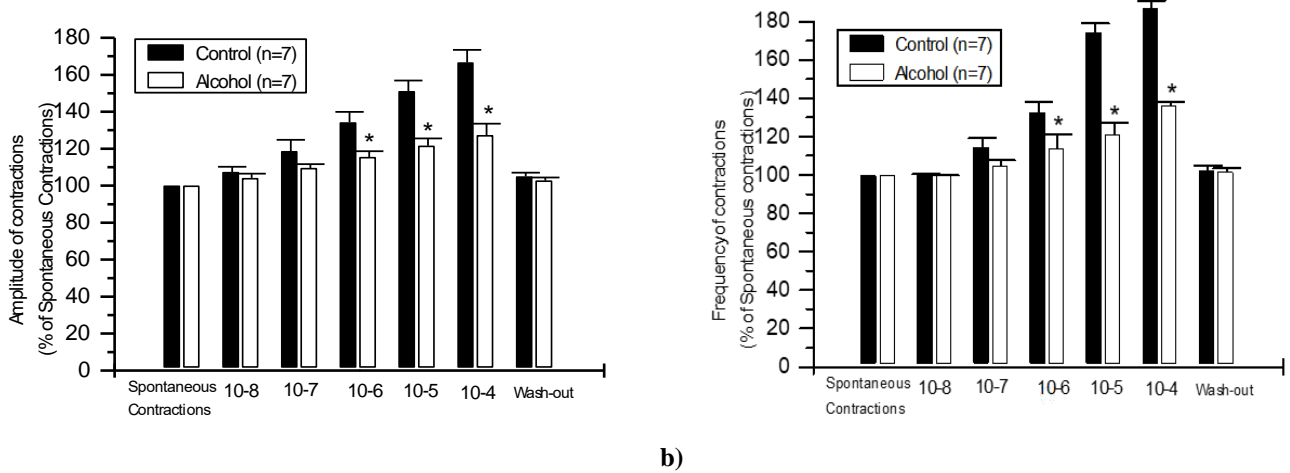 Amplitude of contractions
(% of Spontaneous Contractions)
180
160
140
120
100
80
60
40
20
0
Control (n=7)
Alcohol (n=7)
* * *
Spontaneous Contractions 10-8 10-7 10-6 10-5 10-4 Wash-out
Frequency of contractions
(% of Spontaneous contractions)
180
160
140
120
100
80
60
40
20
0
Control (n=7)
Alcohol (n=7)
* * *
Spontaneous Contractions 10-8 10-7 10-6 10-5 10-4 Wash-out
b)